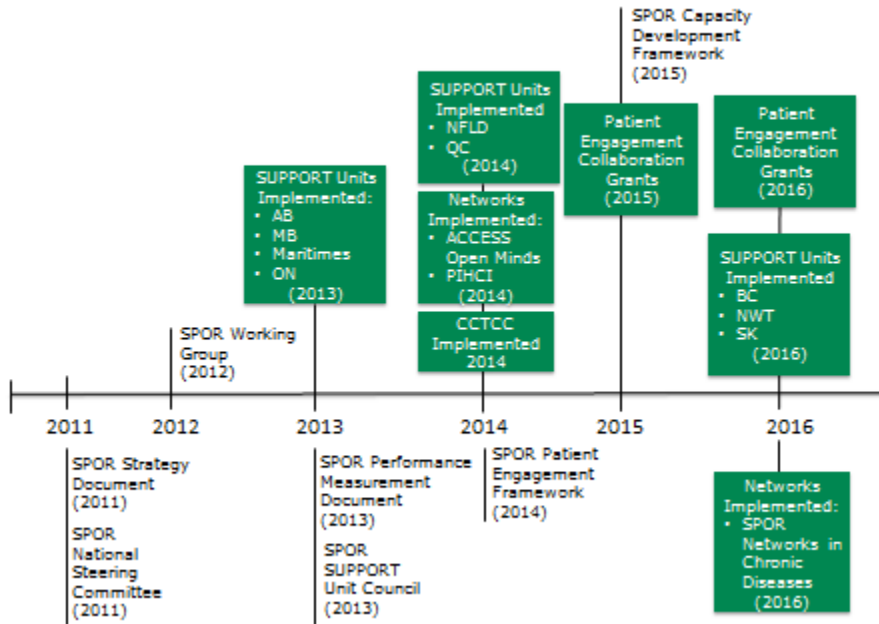 SPOR Capacity
Development
Framework
(2015)
SUPPORT Units
Implemented
• NFLD
• QC
(2014)
Patient
Engagement
Collaboration
Grants
(2015)
Patient
Engagement
Collaboration
Grants
(2016)
SUPPORT Units
Implemented:
• AB
• MB
• Maritimes
• ON
(2013)
Networks
Implemented:
• ACCESS
Open Minds
• PIHCI
(2014)
SUPPORT Units
Implemented
• BC
• NWT
• SK
(2016)
CCTCC
Implemented
2014
SPOR Working
Group
(2012)
2011
2012
2013
2014
2015
2016
SPOR Strategy
Document
(2011)
SPOR
National
Steering
Committee
(2011)
SPOR Performance
Measurement
Document
(2013)
SPOR
SUPPORT
Unit Council
(2013)
SPOR Patient
Engagement
Framework
(2014)
Networks
Implemented:
• SPOR
Networks in
Chronic
Diseases
(2016)